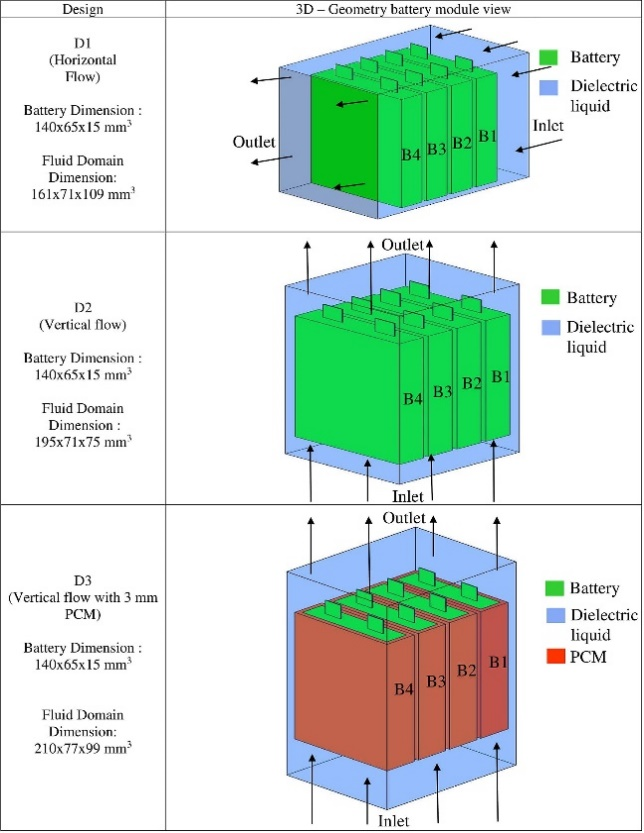 Design
3D – Geometry battery module view
D1
(Horizontal
Flow)
Battery Dimension :
140x65x15 mm³
Fluid Domain
Dimension:
161x71x109 mm³
Outlet
B4
B3
B2
B1
Inlet
Battery
Dielectric
liquid
D2
(Vertical flow)
Battery Dimension :
140x65x15 mm³
Fluid Domain
Dimension :
195x71x75 mm³
Outlet
B4
B3
B2
B1
Inlet
Battery
Dielectric
liquid
D3
(Vertical flow with 3 mm
PCM)
Battery Dimension :
140x65x15 mm³
Fluid Domain
Dimension:
210x77x99 mm³
Outlet
B4
B3
B2
B1
Inlet
Battery
Dielectric
liquid
PCM